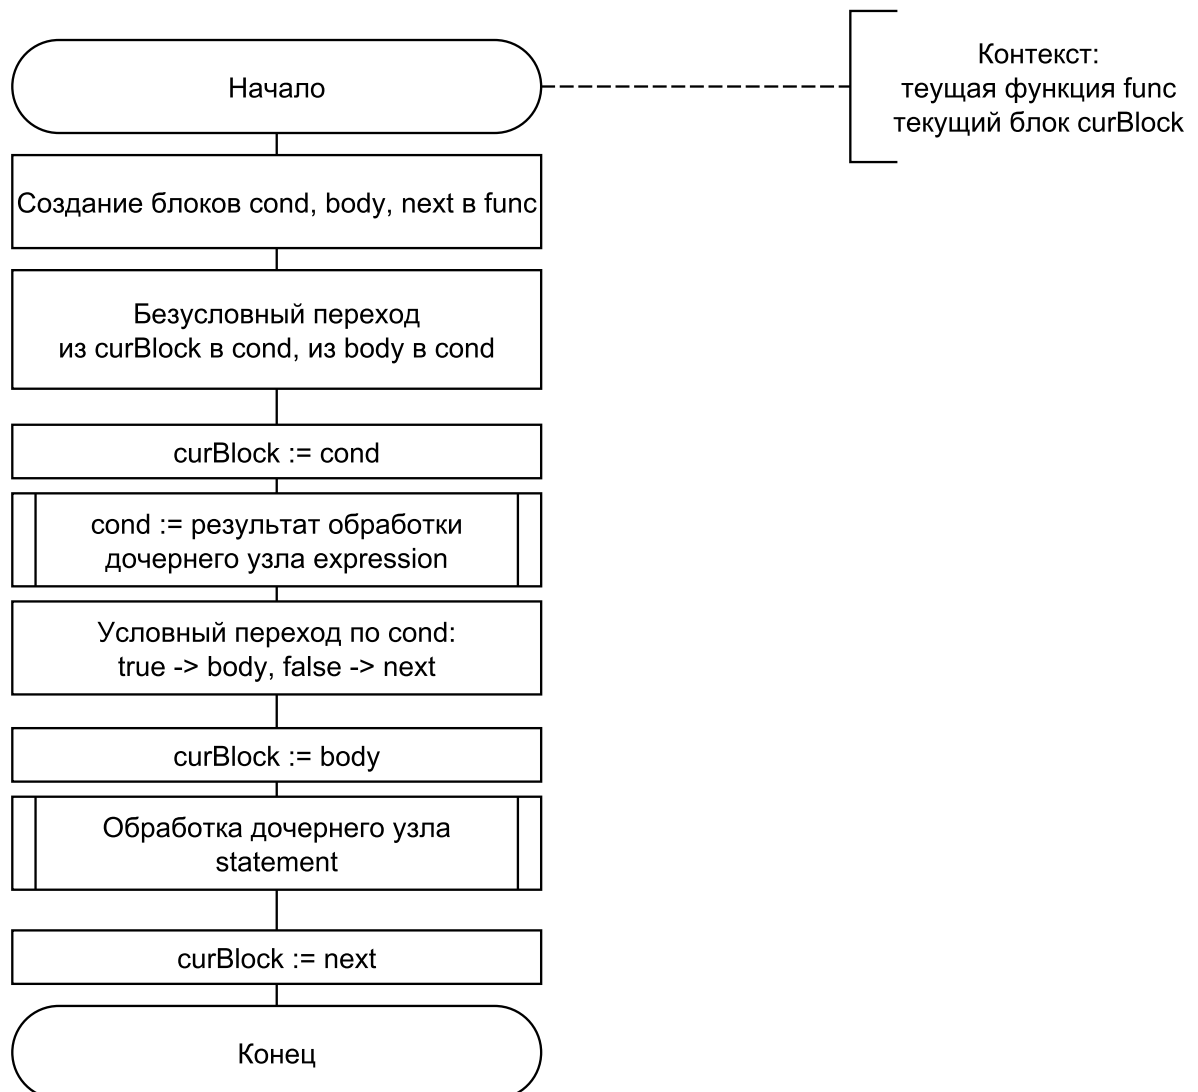 Начало
Контекст:
теущая функция func
текущий блок curBlock
Создание блоков cond, body, next в func
Безусловный переход
из curBlock в cond, из body в cond
curBlock := cond
cond := результат обработки
дочернего узла expression
Условный переход по cond:
true -> body, false -> next
curBlock := body
Обработка дочернего узла
statement
curBlock := next
Конец